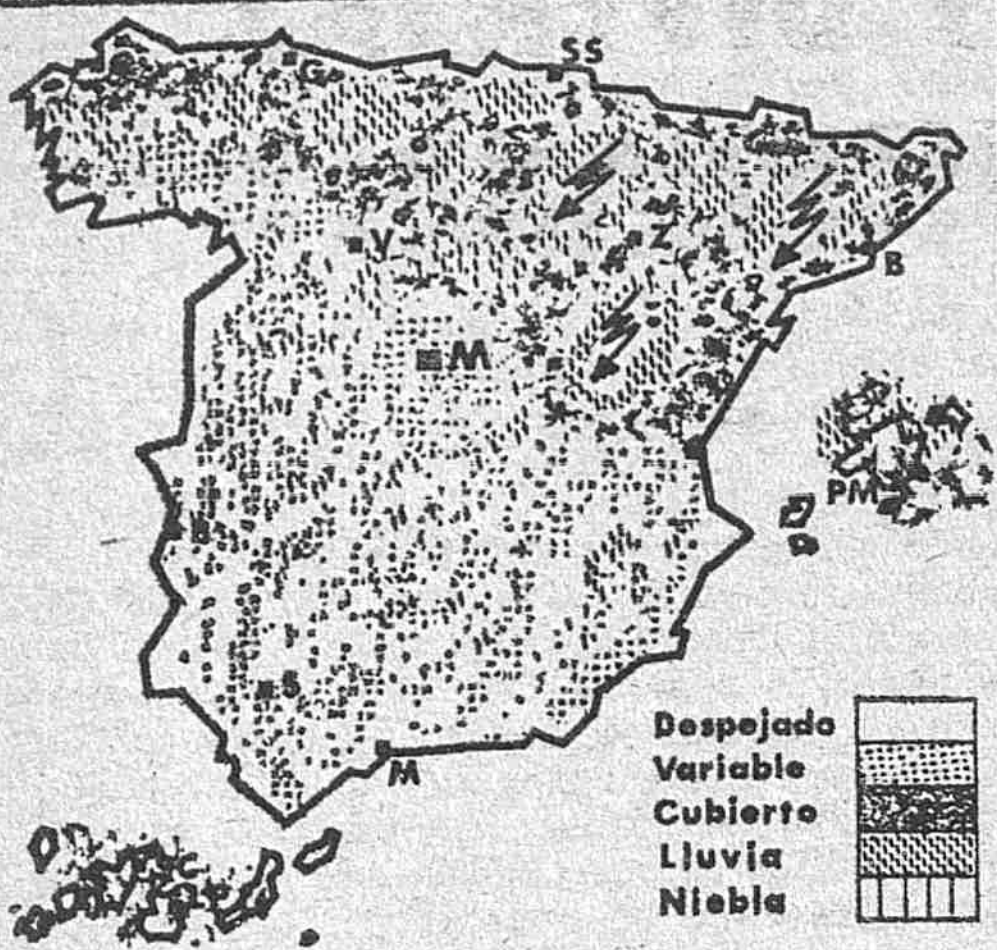 SS
G
V
Z
B
M
PM
B
S
M
Despejado
Variable
Cubierto
Lluvia
Niebla